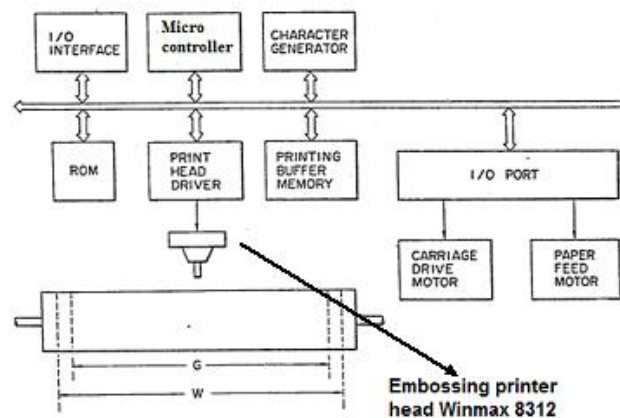 I/O
INTERFACE
Micro
controller
CHARACTER
GENERATOR
ROM
PRINT
HEAD
DRIVER
PRINTING
BUFFER
MEMORY
I/O PORT
CARRIAGE
DRIVE
MOTOR
PAPER
FEED
MOTOR
G
W
Embossing printer
head Winmax 8312